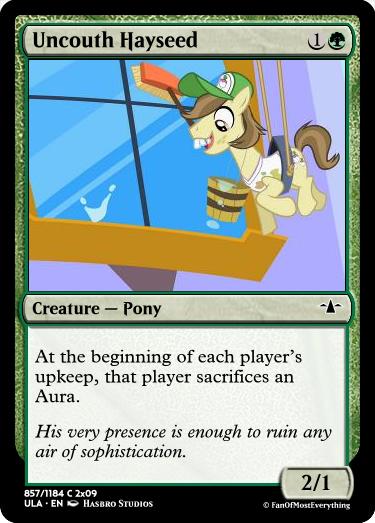 Uncouth Hayseed 1
Creature — Pony
At the beginning of each player's
upkeep, that player sacrifices an
Aura.
His very presence is enough to ruin any
air of sophistication.
2/1
857/1184 C 2x09
ULA • EN Hasbro Studios
© FanOfMostEverything